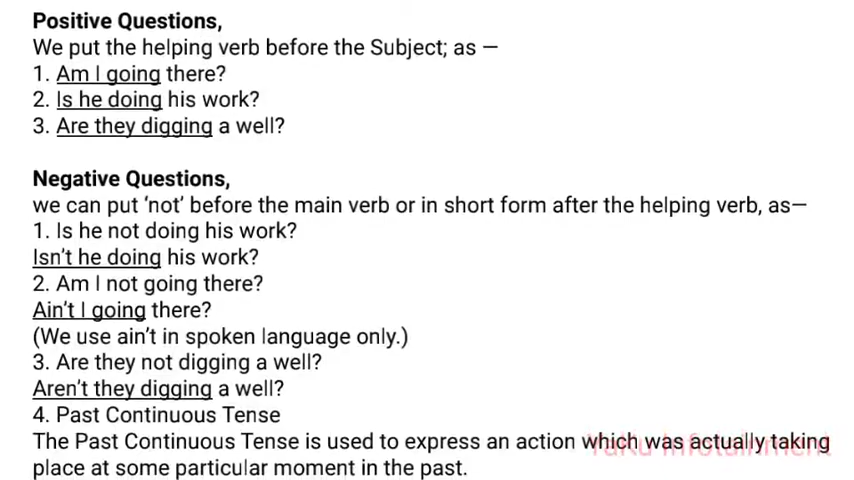 Positive Questions,
We put the helping verb before the Subject; as —
1. Am I going there?
2. Is he doing his work?
3. Are they digging a well?
Negative Questions,
we can put ‘not’ before the main verb or in short form after the helping verb, as—
1. Is he not doing his work?
Isn’t he doing his work?
2. Am I not going there?
Ain’t I going there?
(We use ain’t in spoken language only.)
3. Are they not digging a well?
Aren’t they digging a well?
4. Past Continuous Tense
The Past Continuous Tense is used to express an action which was actually taking
place at some particular moment in the past.
YaKu Infotainment